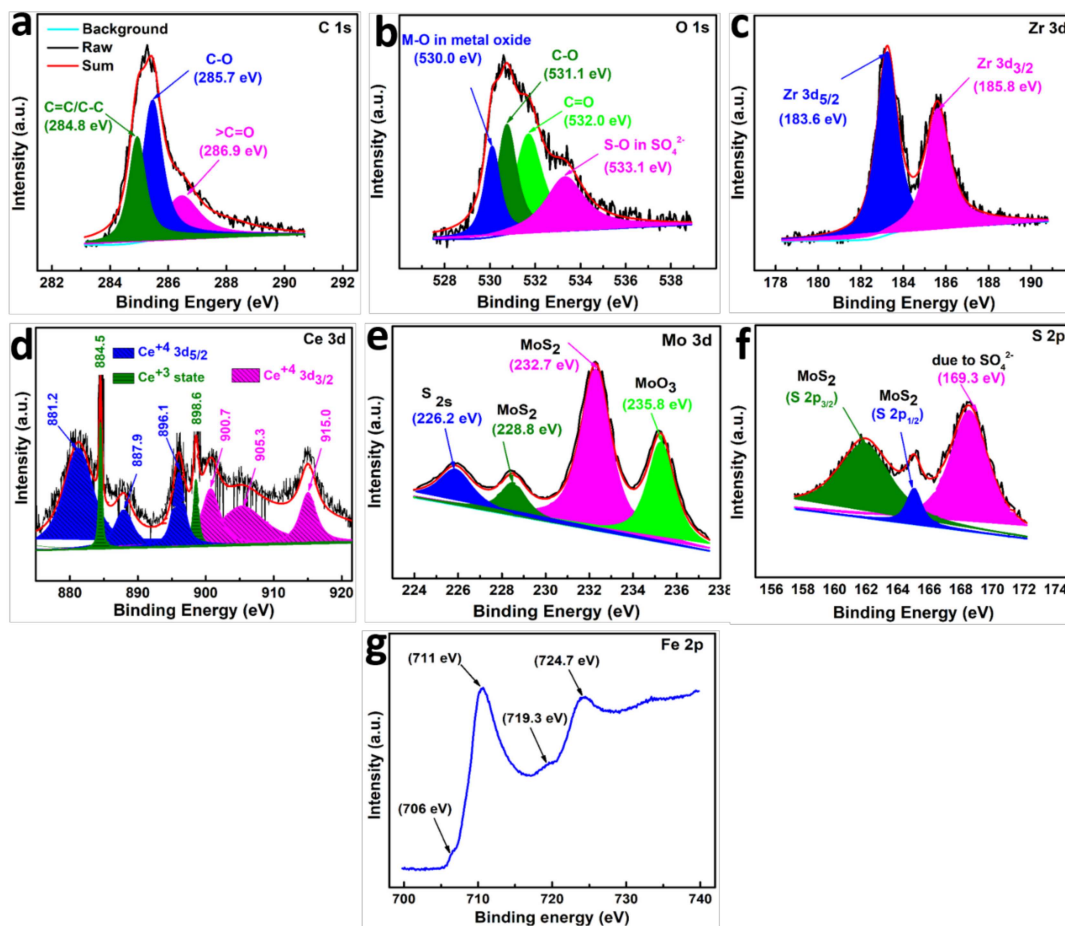 a
C 1s
Background
Raw
Sum
C-O
(285.7 eV)
C=C/C-C
(284.8 eV)
>C=O
(286.9 eV)
Intensity (a.u.)
282 284 286 288 290 292
Binding Engery (eV)
b
O 1s
M-O in metal oxide
(530.0 eV)
C-O
(531.1 eV)
C=O
(532.0 eV)
S-O in SO₄²⁻
(533.1 eV)
Intensity (a.u.)
530 532 534 536 538
Binding Energy (eV)
c
Zr 3d
Zr 3d₅/₂
(183.6 eV)
Zr 3d₃/₂
(185.8 eV)
Intensity (a.u.)
178 180 182 184 186 188 190
Binding Energy (eV)
d
Ce 3d
Ce⁺⁴ 3d₅/₂
Ce⁺³ state
Ce⁺⁴ 3d₃/₂
881.2
884.5
887.9
896.1
898.6
900.7
905.3
915.0
Intensity (a.u.)
880 890 900 910 920
Binding Energy (eV)
e
Mo 3d
S 2s
(226.2 eV)
MoS₂
(228.8 eV)
MoS₂
(232.7 eV)
MoO₃
(235.8 eV)
Intensity (a.u.)
224 226 228 230 232 234 236 238
Binding Energy (eV)
f
S 2p
MoS₂
(S 2p₃/₂)
MoS₂
(S 2p₁/₂)
due to SO₄²⁻
(169.3 eV)
Intensity (a.u.)
156 158 160 162 164 166 168 170 172 174
Binding Energy (eV)
g
Fe 2p
(711 eV)
(724.7 eV)
(719.3 eV)
(706 eV)
Intensity (a.u.)
700 710 720 730 740
Binding energy (eV)